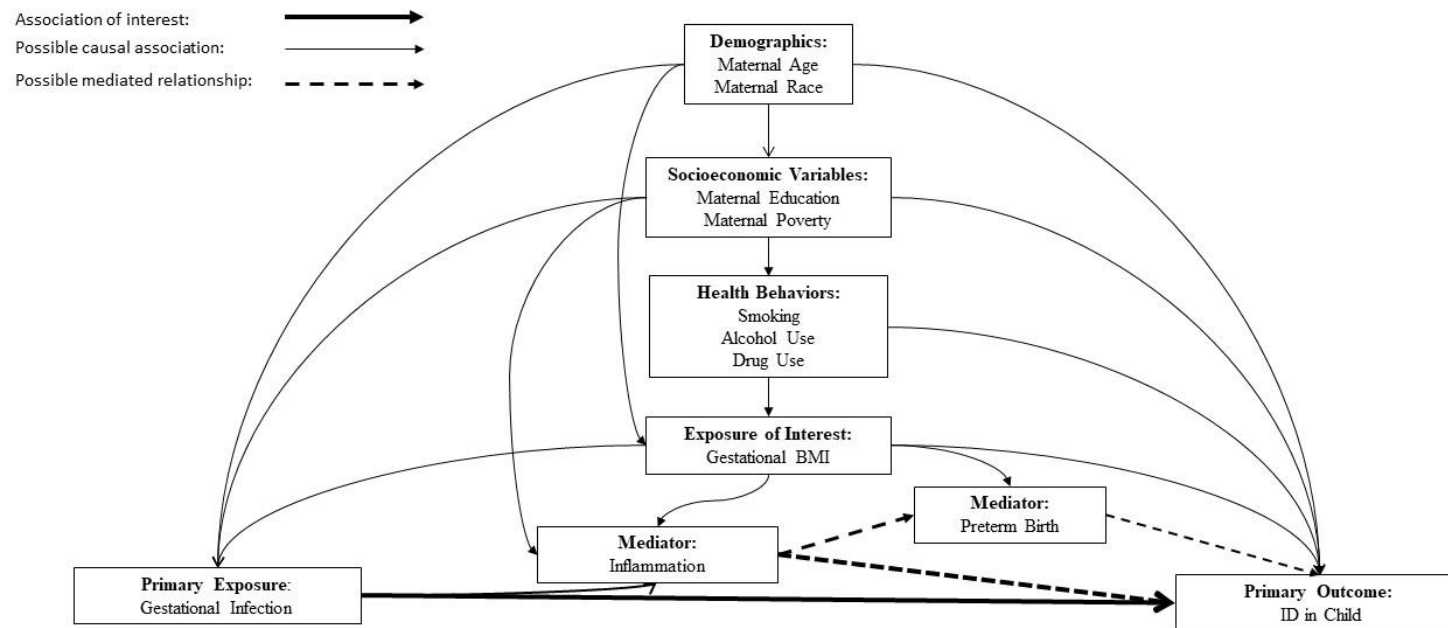 Association of interest:
Possible causal association:
Possible mediated relationship:
Demographics:
Maternal Age
Maternal Race
Socioeconomic Variables:
Maternal Education
Maternal Poverty
Health Behaviors:
Smoking
Alcohol Use
Drug Use
Exposure of Interest:
Gestational BMI
Mediator:
Preterm Birth
Mediator:
Inflammation
Primary Exposure:
Gestational Infection
Primary Outcome:
ID in Child